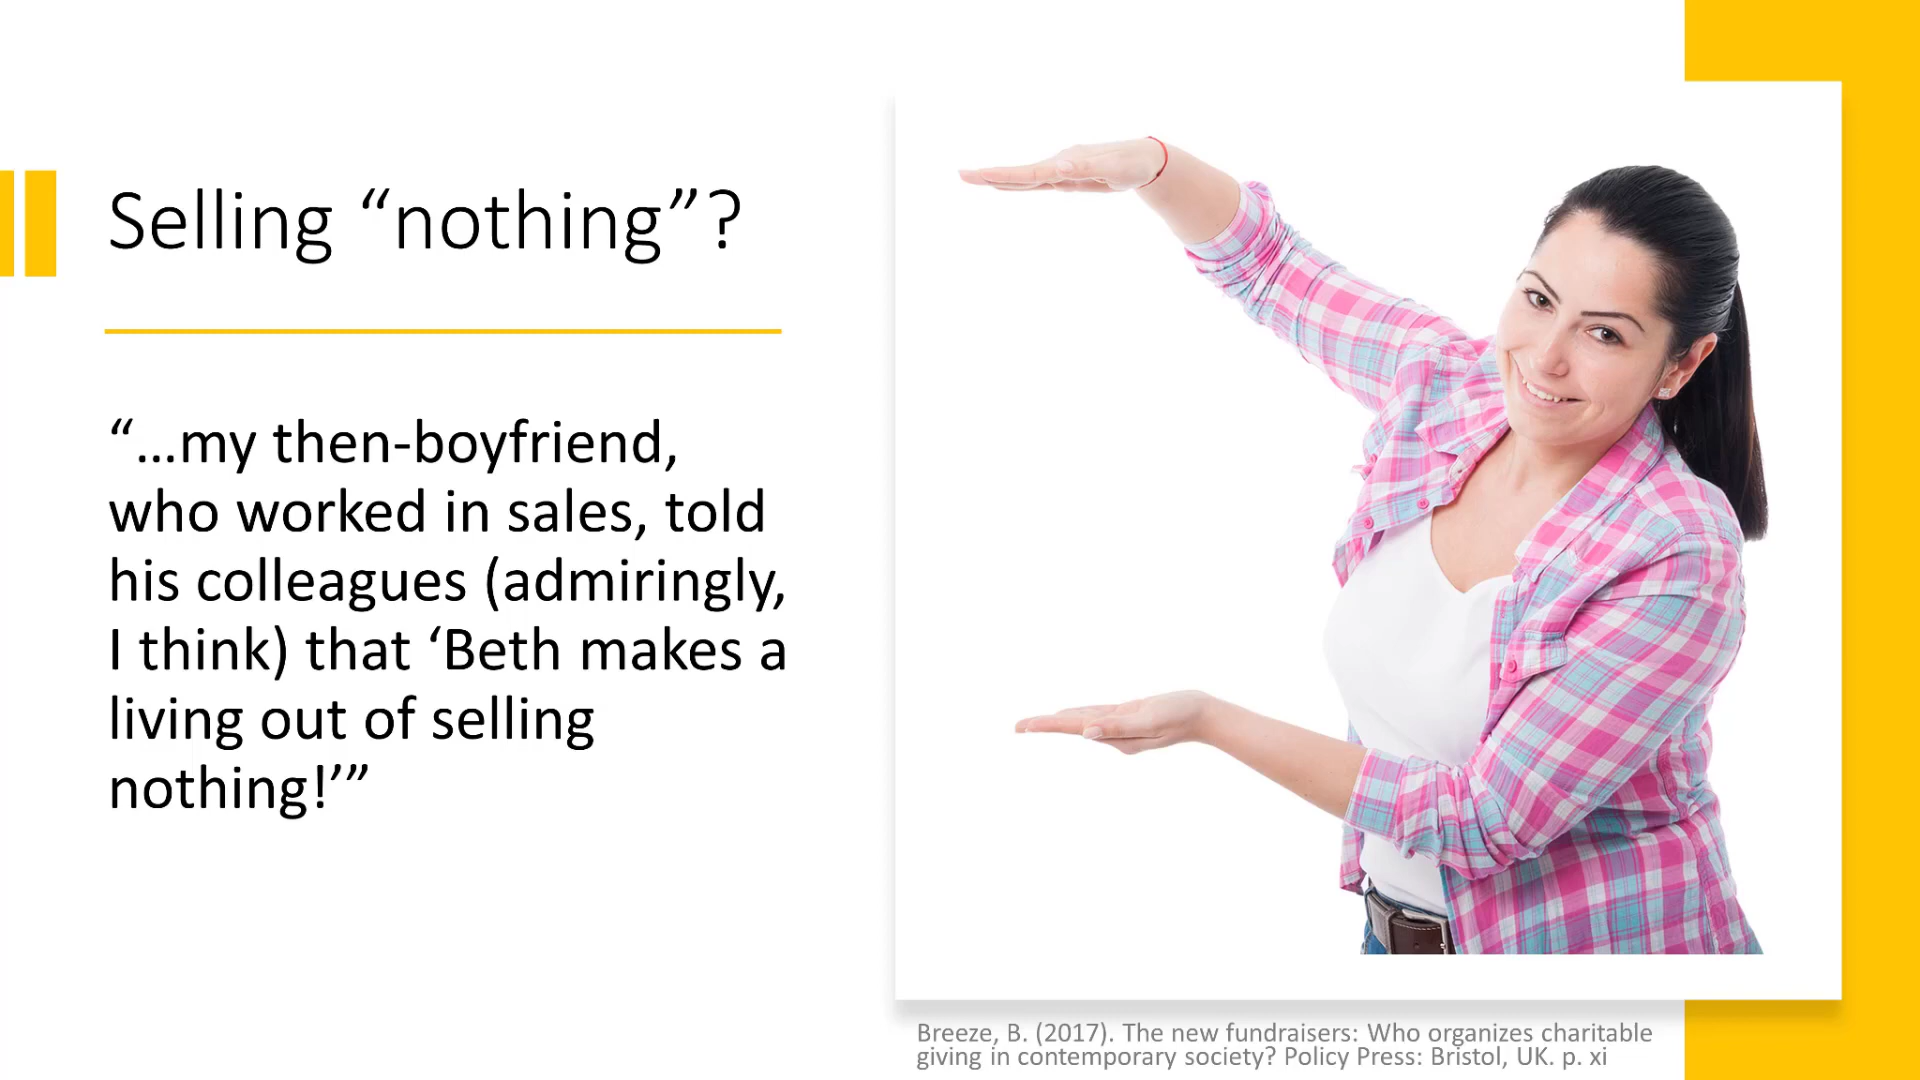 Selling “nothing”?
“…my then-boyfriend,
who worked in sales, told
his colleagues (admiringly,
I think) that ‘Beth makes a
living out of selling
nothing!’”
Breeze, B. (2017). The new fundraisers: Who organizes charitable
giving in contemporary society? Policy Press: Bristol, UK. p. xi